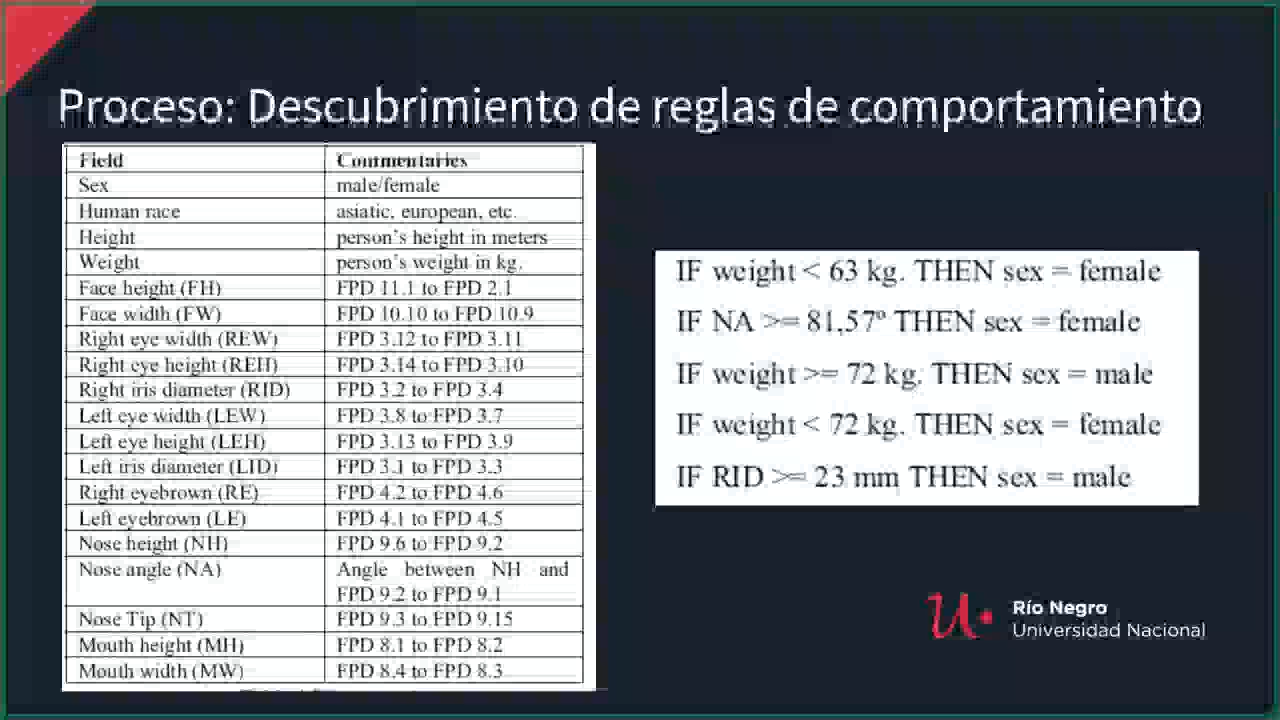 Proceso: Descubrimiento de reglas de comportamiento
Field Commentaries
Sex male/female
Human race asiatic, european, etc.
Height person's height in meters
Weight person's weight in kg.
Face height (FH) FPD 11.1 to FPD 2.1
Face width (FW) FPD 10.10 to FPD 10.9
Right eye width (REW) FPD 3.12 to FPD 3.11
Right eye height (REH) FPD 3.14 to FPD 3.10
Right iris diameter (RID) FPD 3.2 to FPD 3.4
Left eye width (LEW) FPD 3.8 to FPD 3.7
Left eye height (LEH) FPD 3.13 to FPD 3.9
Left iris diameter (LID) FPD 3.1 to FPD 3.3
Right eyebrown (RE) FPD 4.2 to FPD 4.6
Left eyebrown (LE) FPD 4.1 to FPD 4.5
Nose height (NH) FPD 9.6 to FPD 9.2
Nose angle (NA) Angle between NH and
FPD 9.2 to FPD 9.1
Nose Tip (NT) FPD 9.3 to FPD 9.15
Mouth height (MH) FPD 8.1 to FPD 8.2
Mouth width (MW) FPD 8.4 to FPD 8.3
IF weight < 63 kg. THEN sex = female
IF NA >= 81,57º THEN sex = female
IF weight >= 72 kg. THEN sex = male
IF weight < 72 kg. THEN sex = female
IF RID >= 23 mm THEN sex = male
Río Negro
Universidad Nacional